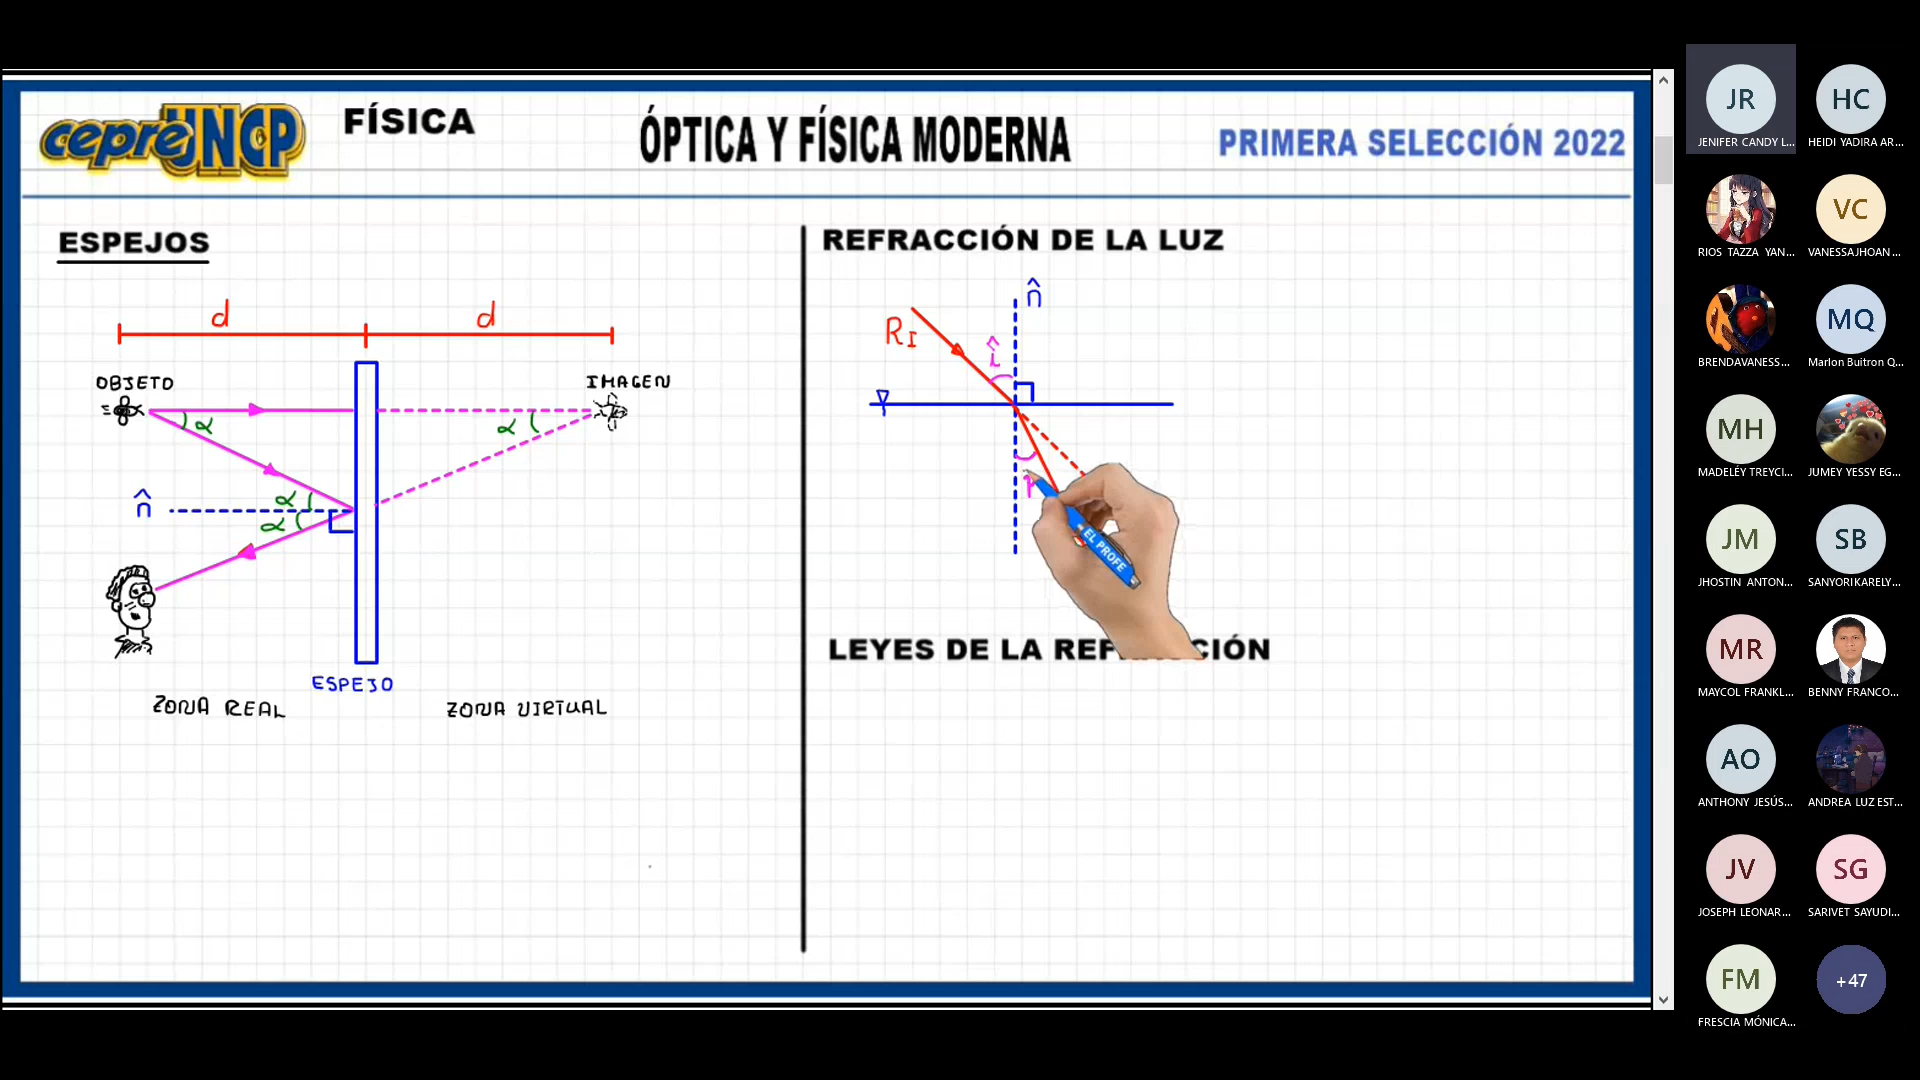 cepreUNCP
FÍSICA
ÓPTICA Y FÍSICA MODERNA
PRIMERA SELECCIÓN 2022
ESPEJOS
d
d
OBJETO
IMAGEN
α
α
n̂
α
α
ESPEJO
ZONA REAL
ZONA VIRTUAL
REFRACCIÓN DE LA LUZ
n̂
RI
î
EL PROFE
LEYES DE LA REF CIÓN
JR
JENIFER CANDY L...
HC
HEIDI YADIRA AR...
RIOS TAZZA YAN...
VC
VANESSAJHOAN...
BRENDAVANESS...
MQ
Marlon Buitron Q...
MH
MADELÉY TREYCI...
JUMEY YESSY EG...
JM
JHOSTIN ANTON...
SB
SANYORIKARELY...
MR
MAYCOL FRANKL...
BENNY FRANCO...
AO
ANTHONY JESÚS...
ANDREA LUZ EST...
JV
JOSEPH LEONAR...
SG
SARIVET SAYUDI...
FM
FRESCIA MÓNICA...
+47